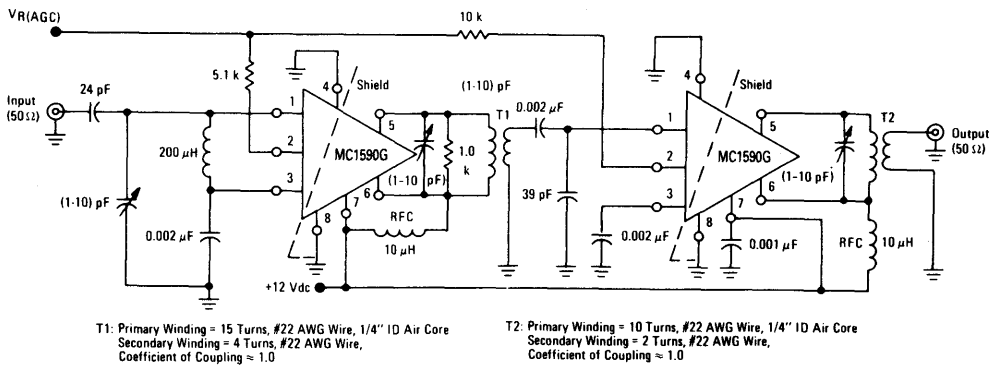 VR(AGC)
10 k
5.1 k
4
Shield
(1-10) pF
4
Shield
24 pF
Input
(50Ω)
1
2
3
MC1590G
5
6
7
8
T1
0.002 μF
1
2
3
MC1590G
5
6
7
8
T2
Output
(50 Ω)
200 μH
1.0
k
(1-10 pF)
(1-10 pF)
(1-10) pF
39 pF
0.002 μF
RFC
10 μH
0.002 μF
0.001 μF
RFC
10 μH
+12 Vdc
T1: Primary Winding = 15 Turns, #22 AWG Wire, 1/4" ID Air Core
Secondary Winding = 4 Turns, #22 AWG Wire,
Coefficient of Coupling ≈ 1.0
T2: Primary Winding = 10 Turns, #22 AWG Wire, 1/4" ID Air Core
Secondary Winding = 2 Turns, #22 AWG Wire,
Coefficient of Coupling ≈ 1.0